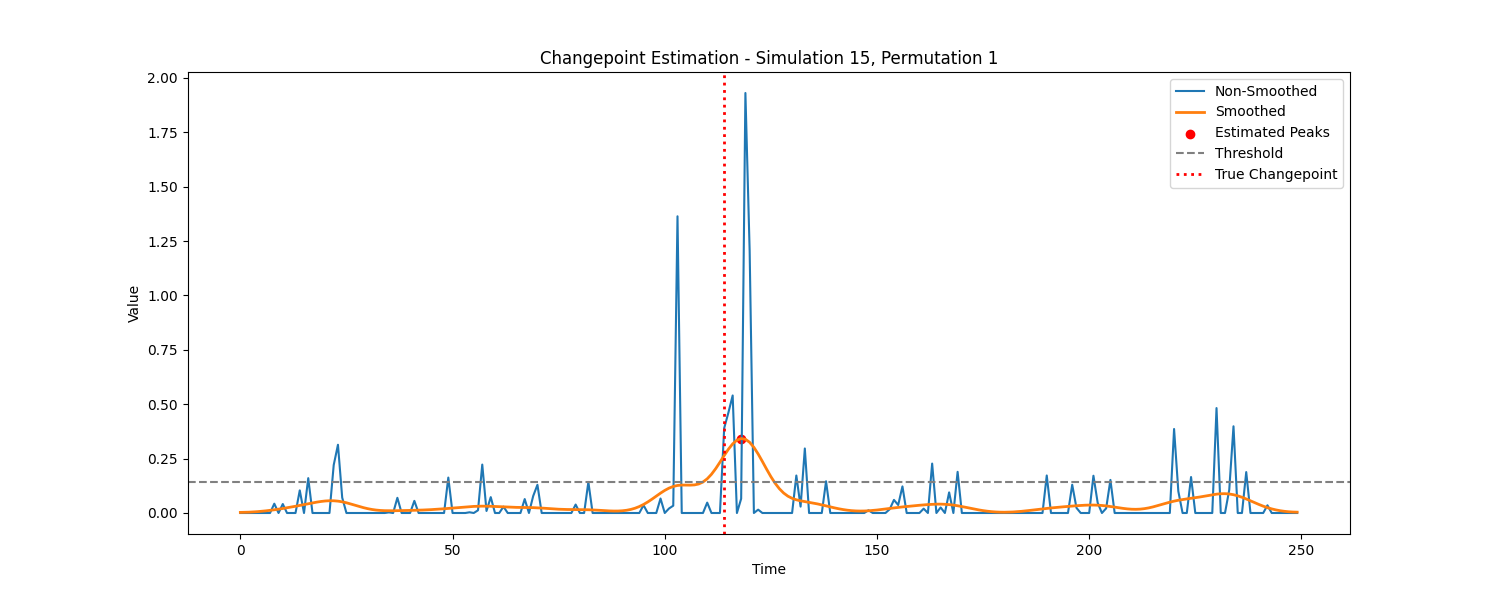 Changepoint Estimation - Simulation 15, Permutation 1
2.00
1.75
1.50
1.25
1.00
0.75
0.50
0.25
0.00
Value
0 50 100 150 200 250
Time
Non-Smoothed
Smoothed
Estimated Peaks
Threshold
True Changepoint